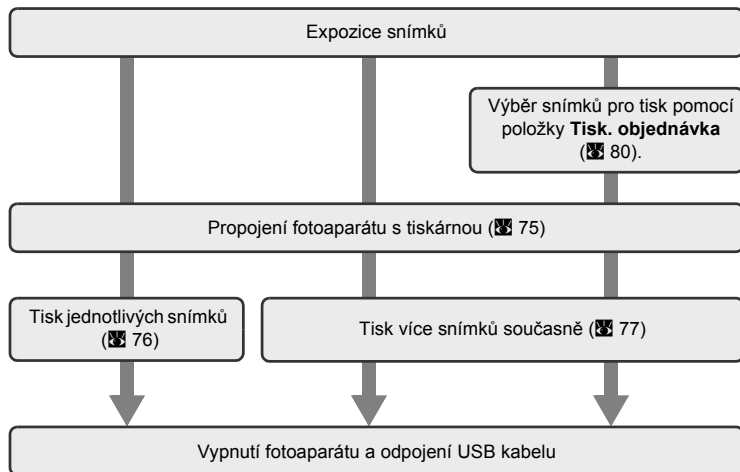 Expozice snímků
Výběr snímků pro tisk pomocí
položky Tisk. objednávka
(80).
Propojení fotoaparátu s tiskárnou (75)
Tisk jednotlivých snímků
(76)
Tisk více snímků současně (77)
Vypnutí fotoaparátu a odpojení USB kabelu